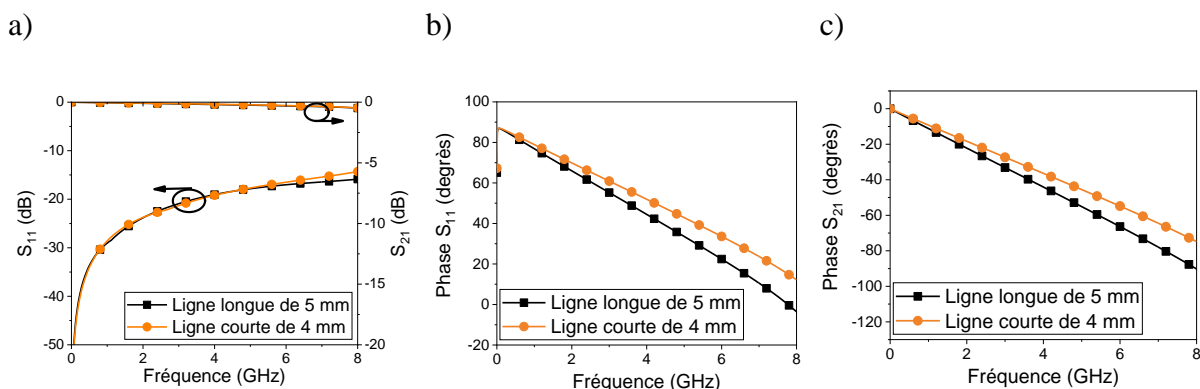 a)
b)
c)
0
-10
-20
-30
-40
-50
S11 (dB)
0
-5
-10
-15
-20
S21 (dB)
0
2
4
6
8
Fréquence (GHz)
Ligne longue de 5 mm
Ligne courte de 4 mm
100
80
60
40
20
0
-20
Phase S11 (degrès)
0
2
4
6
8
Fréquence (GHz)
Ligne longue de 5 mm
Ligne courte de 4 mm
0
-20
-40
-60
-80
-100
-120
Phase S21 (degrès)
0
2
4
6
8
Fréquence (GHz)
Ligne longue de 5 mm
Ligne courte de 4 mm